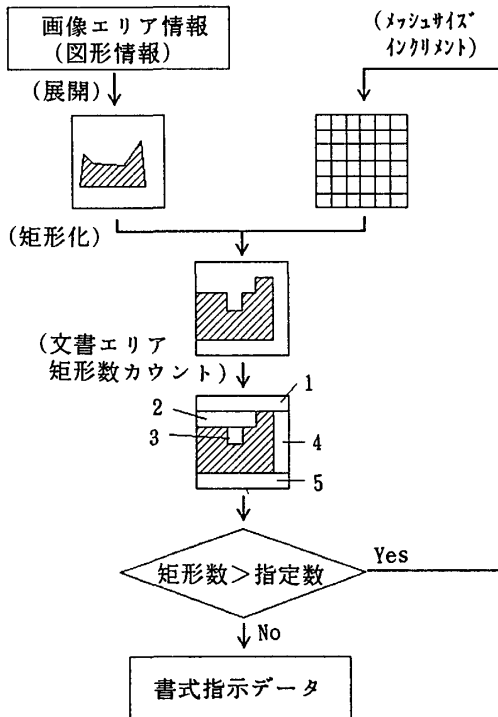 画像エリア情報
(図形情報)
(メッシュサイズ
インクリメント)
(展開)
(矩形化)
(文書エリア
矩形数カウント)
1
2
3
4
5
矩形数＞指定数
Yes
No
書式指示データ